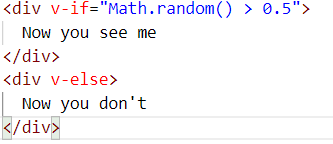 <div v-if="Math.random() > 0.5">
  Now you see me
</div>
<div v-else>
  Now you don't
</div>